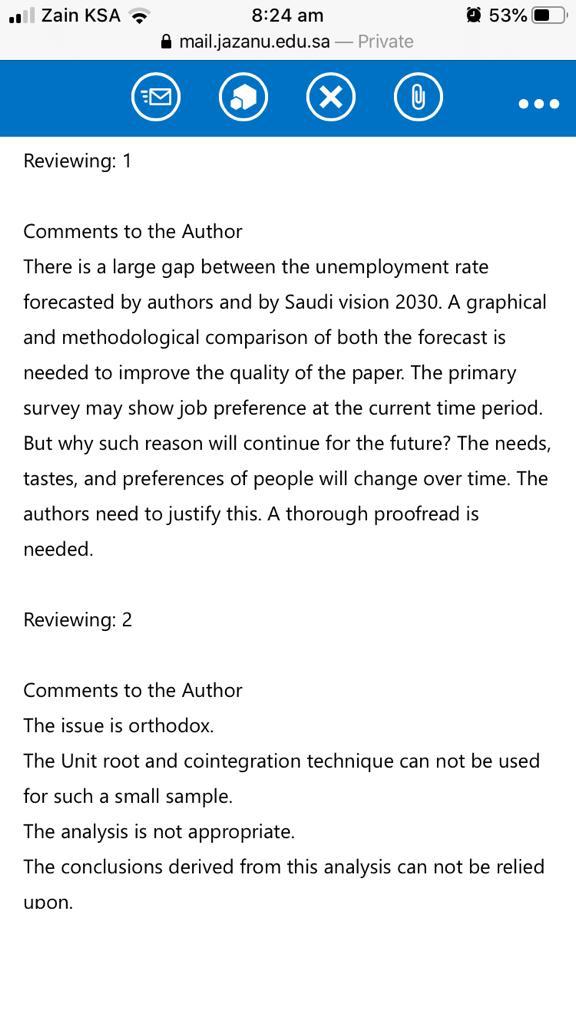 Zain KSA 8:24 am 53%
mail.jazanu.edu.sa — Private
Reviewing: 1
Comments to the Author
There is a large gap between the unemployment rate
forecasted by authors and by Saudi vision 2030. A graphical
and methodological comparison of both the forecast is
needed to improve the quality of the paper. The primary
survey may show job preference at the current time period.
But why such reason will continue for the future? The needs,
tastes, and preferences of people will change over time. The
authors need to justify this. A thorough proofread is
needed.
Reviewing: 2
Comments to the Author
The issue is orthodox.
The Unit root and cointegration technique can not be used
for such a small sample.
The analysis is not appropriate.
The conclusions derived from this analysis can not be relied
upon.